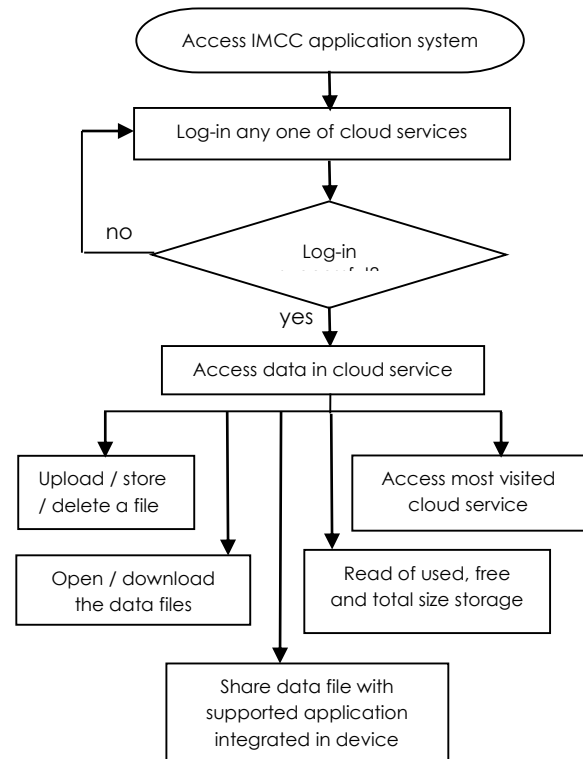 Access IMCC application system
Log-in any one of cloud services
no
Log-in
yes
Access data in cloud service
Upload / store
/ delete a file
Access most visited
cloud service
Open / download
the data files
Read of used, free
and total size storage
Share data file with
supported application
integrated in device